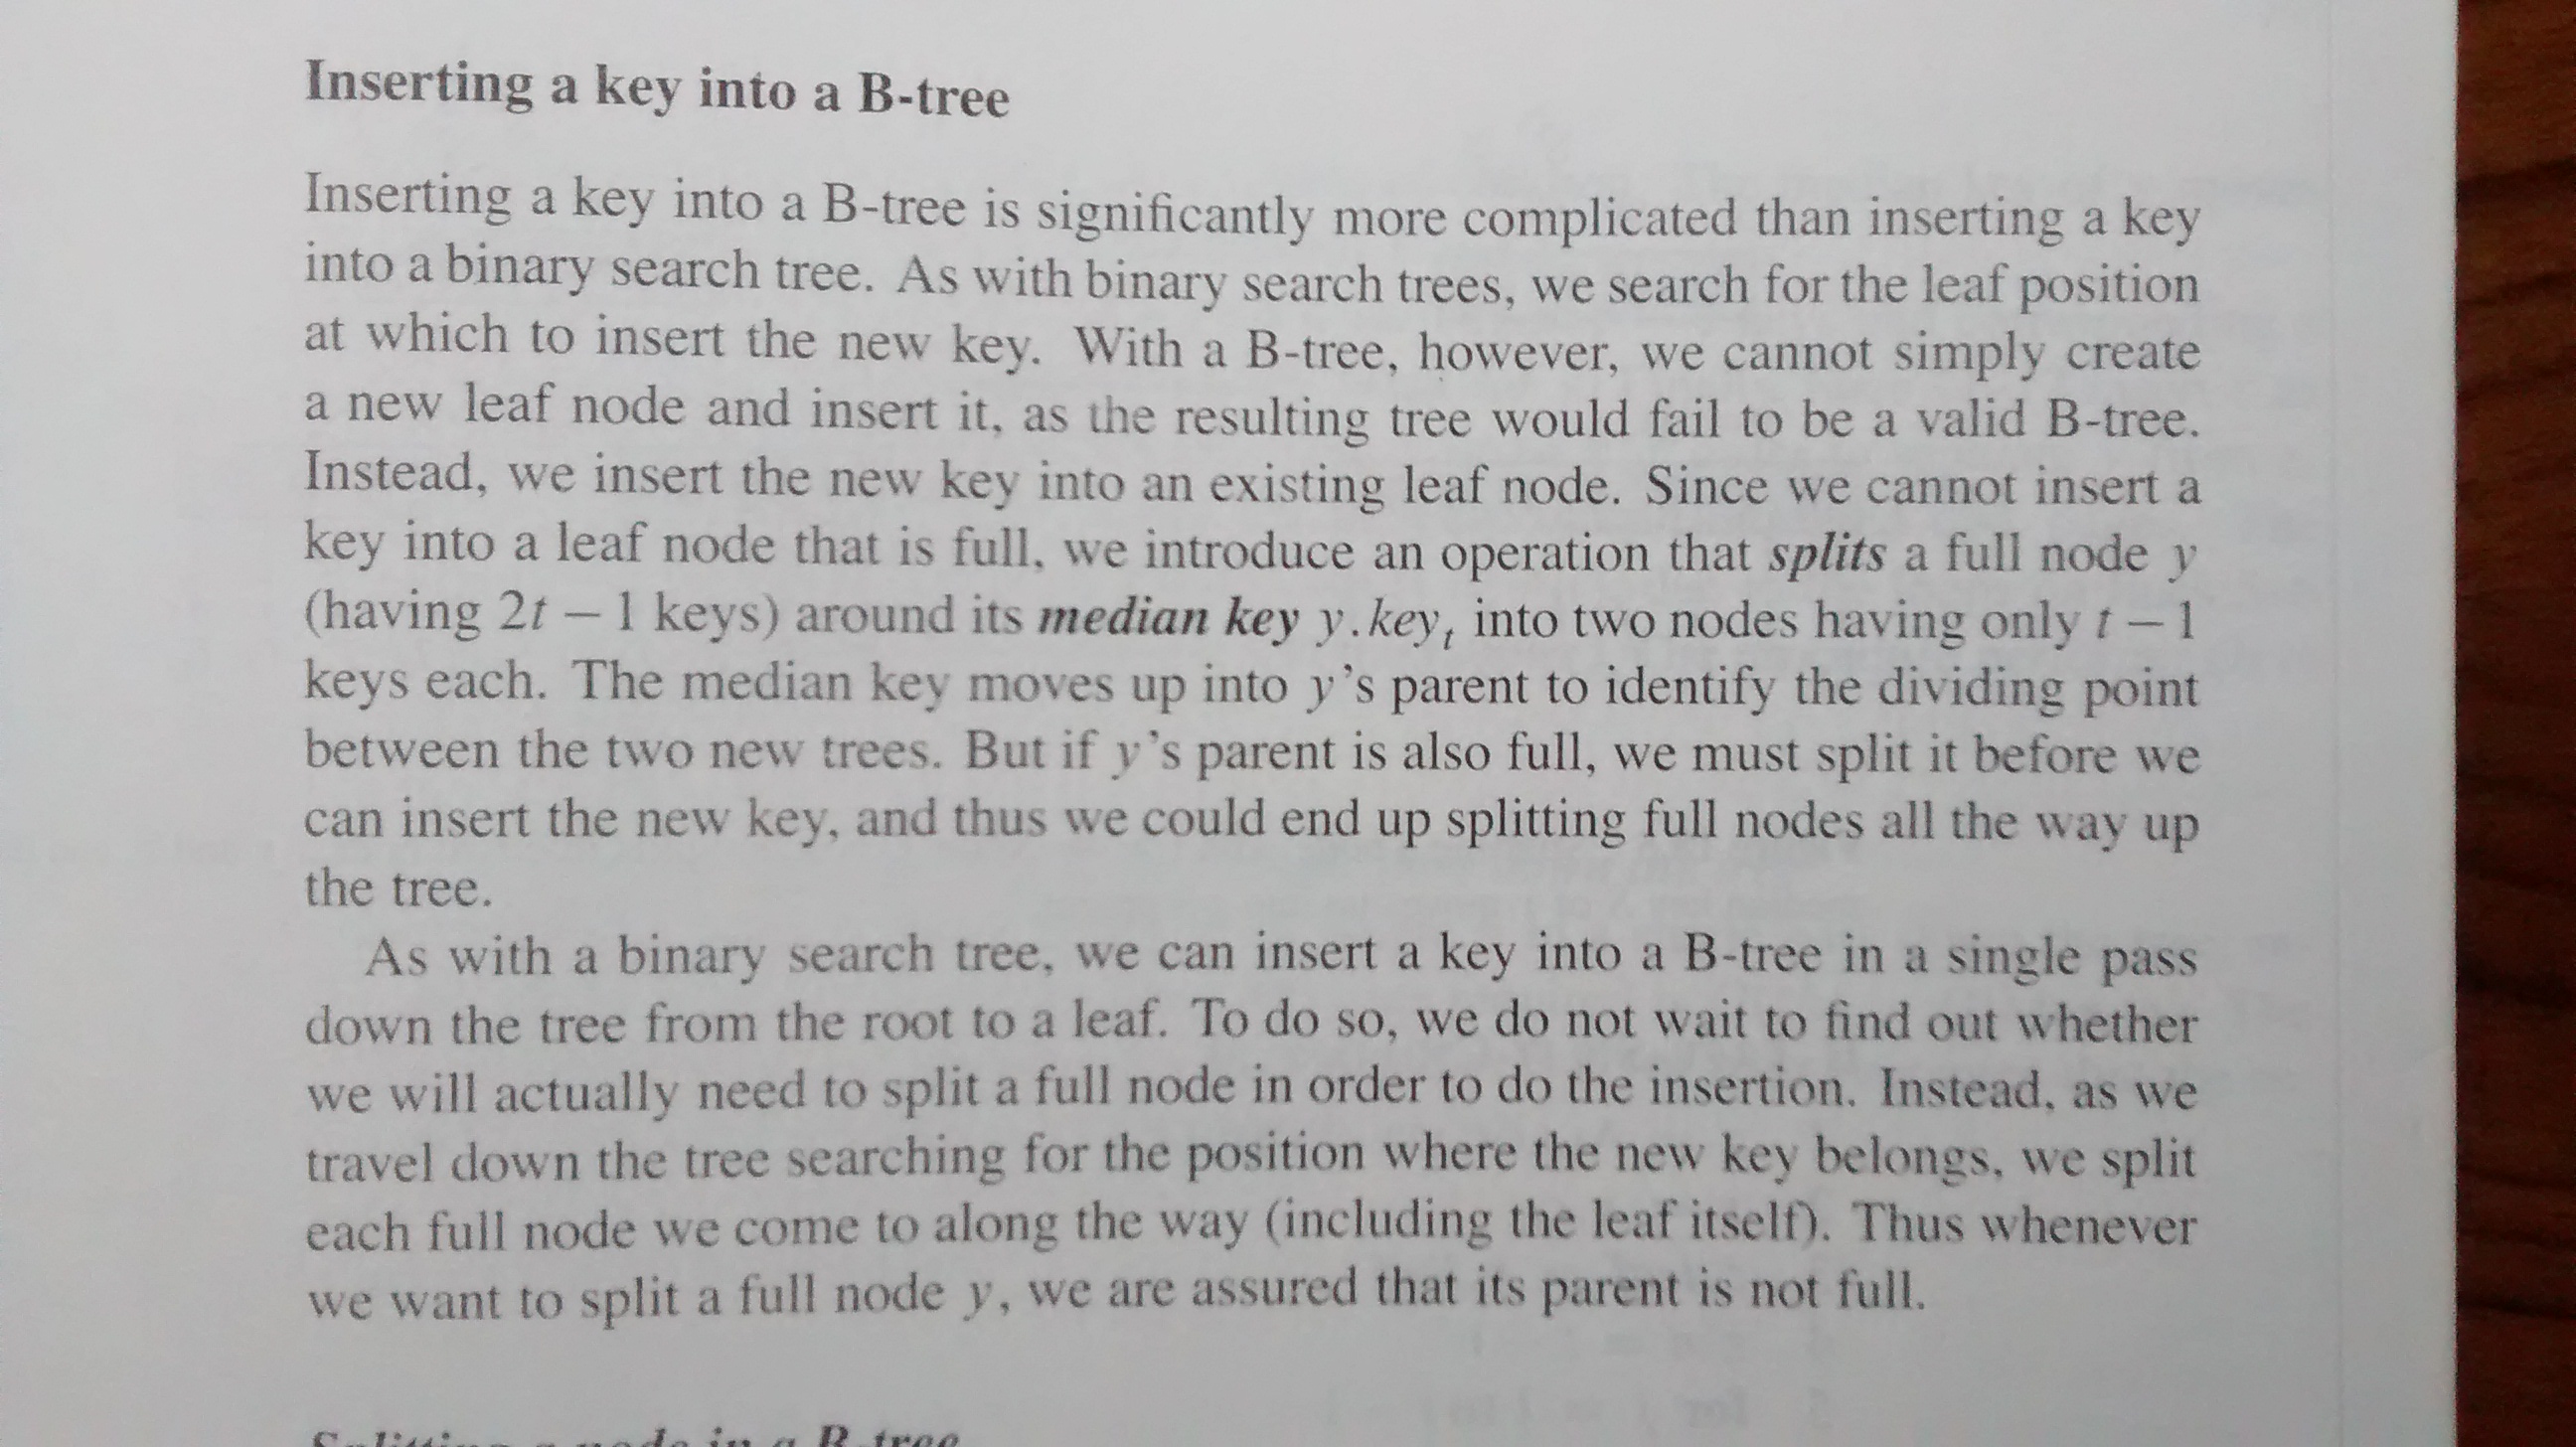 Inserting a key into a B-tree
Inserting a key into a B-tree is significantly more complicated than inserting a key
into a binary search tree. As with binary search trees, we search for the leaf position
at which to insert the new key. With a B-tree, however, we cannot simply create
a new leaf node and insert it, as the resulting tree would fail to be a valid B-tree.
Instead, we insert the new key into an existing leaf node. Since we cannot insert a
key into a leaf node that is full, we introduce an operation that splits a full node y
(having 2t − 1 keys) around its median key y.keyₜ into two nodes having only t − 1
keys each. The median key moves up into y's parent to identify the dividing point
between the two new trees. But if y's parent is also full, we must split it before we
can insert the new key, and thus we could end up splitting full nodes all the way up
the tree.
As with a binary search tree, we can insert a key into a B-tree in a single pass
down the tree from the root to a leaf. To do so, we do not wait to find out whether
we will actually need to split a full node in order to do the insertion. Instead, as we
travel down the tree searching for the position where the new key belongs, we split
each full node we come to along the way (including the leaf itself). Thus whenever
we want to split a full node y, we are assured that its parent is not full.
Splitting a node in a B-tree